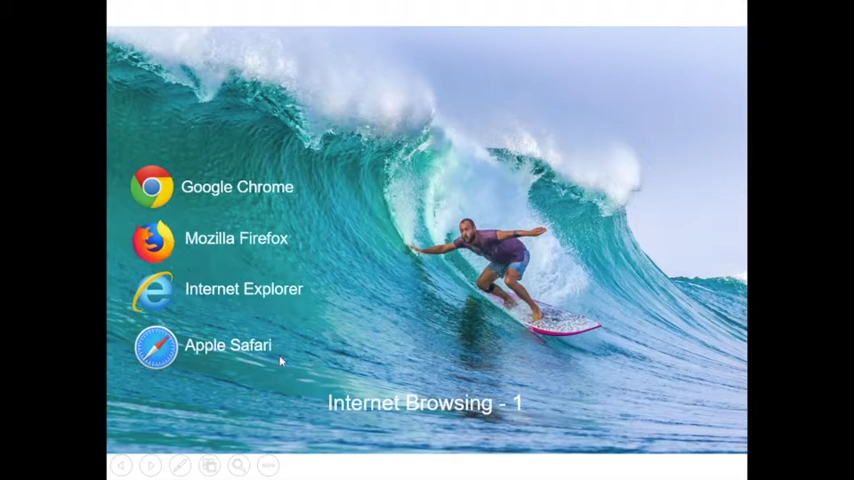 Google Chrome
Mozilla Firefox
Internet Explorer
Apple Safari
Internet Browsing - 1